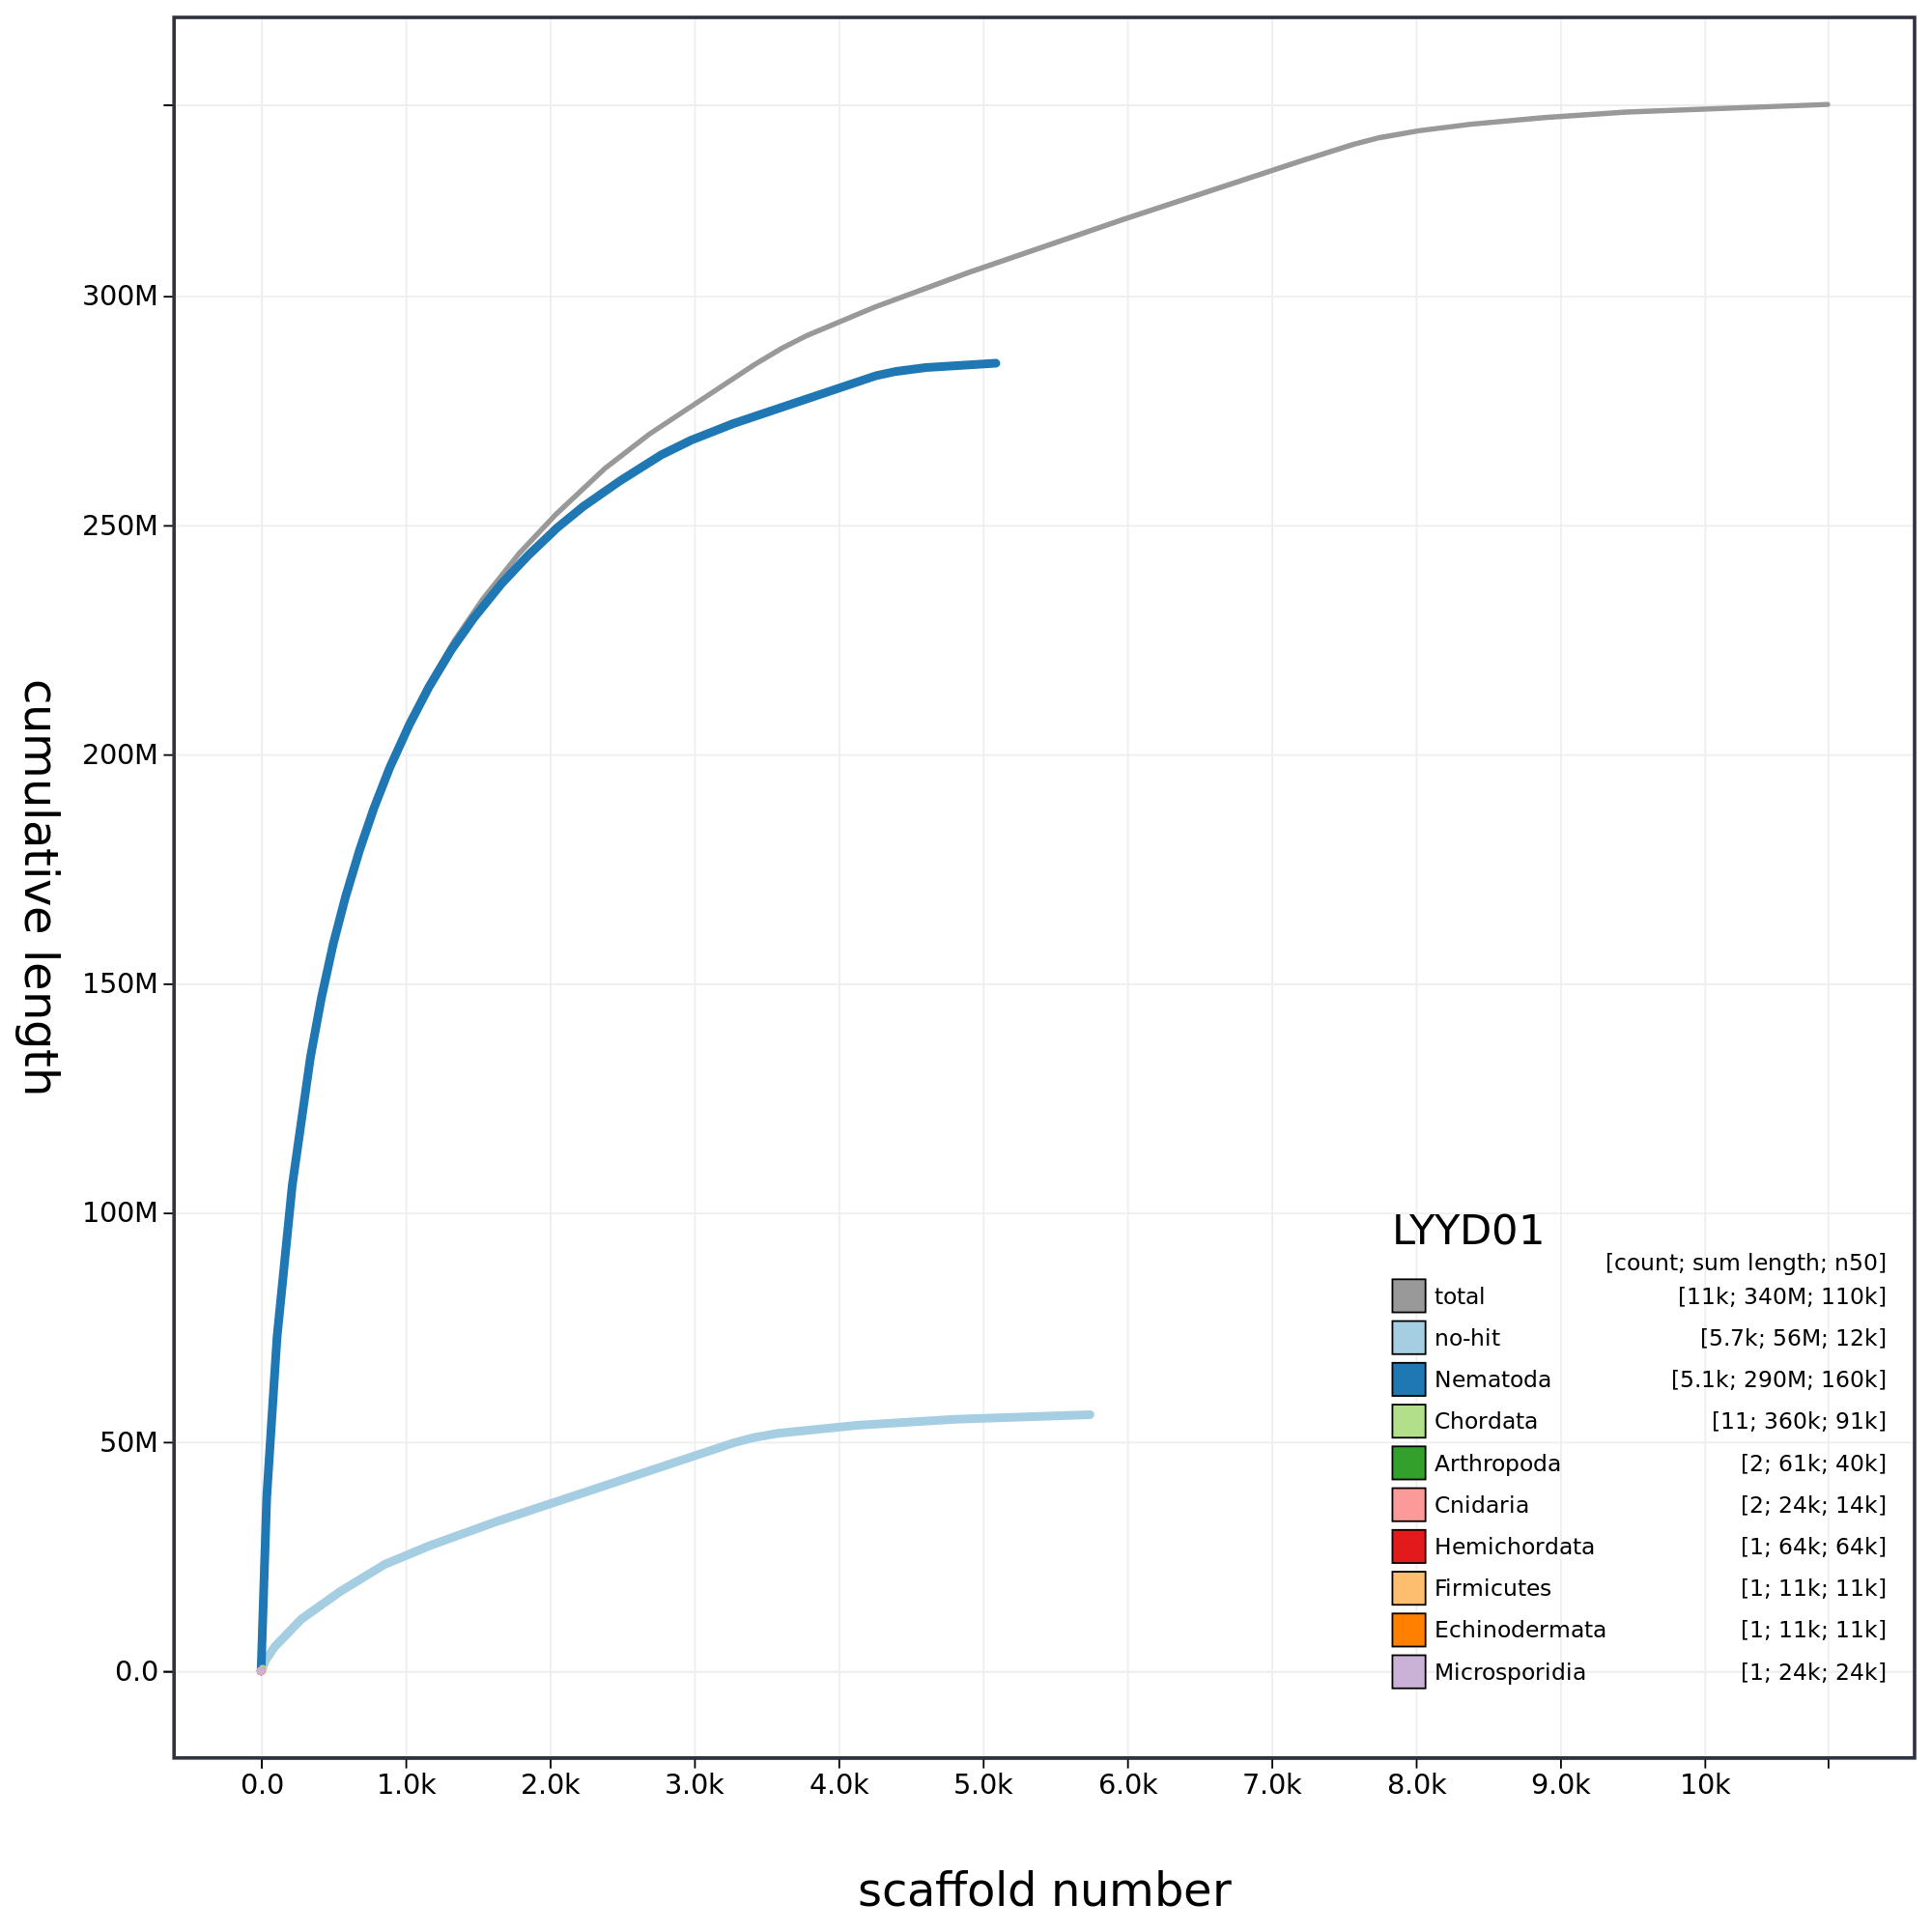 cumulative length
300M
250M
200M
150M
100M
50M
0.0
LYYD01
[count; sum length; n50]
total [11k; 340M; 110k]
no-hit [5.7k; 56M; 12k]
Nematoda [5.1k; 290M; 160k]
Chordata [11; 360k; 91k]
Arthropoda [2; 61k; 40k]
Cnidaria [2; 24k; 14k]
Hemichordata [1; 64k; 64k]
Firmicutes [1; 11k; 11k]
Echinodermata [1; 11k; 11k]
Microsporidia [1; 24k; 24k]
0.0 1.0k 2.0k 3.0k 4.0k 5.0k 6.0k 7.0k 8.0k 9.0k 10k
scaffold number